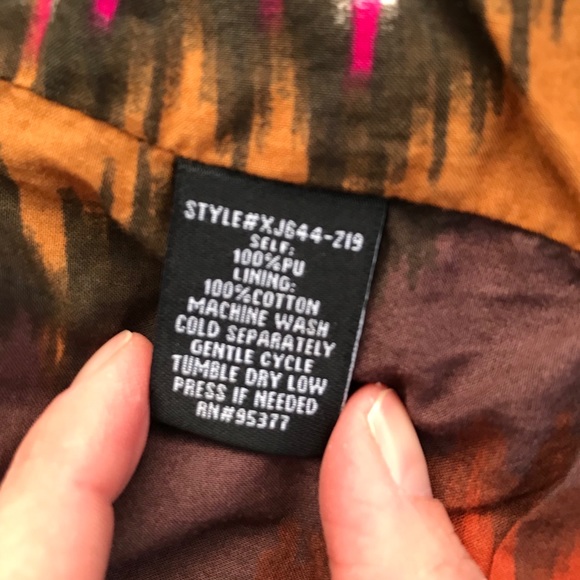 STYLE#XJ644-Z19
SELF:
100%PU
LINING:
100%COTTON
MACHINE WASH
COLD SEPARATELY
GENTLE CYCLE
TUMBLE DRY LOW
PRESS IF NEEDED
RN#95377